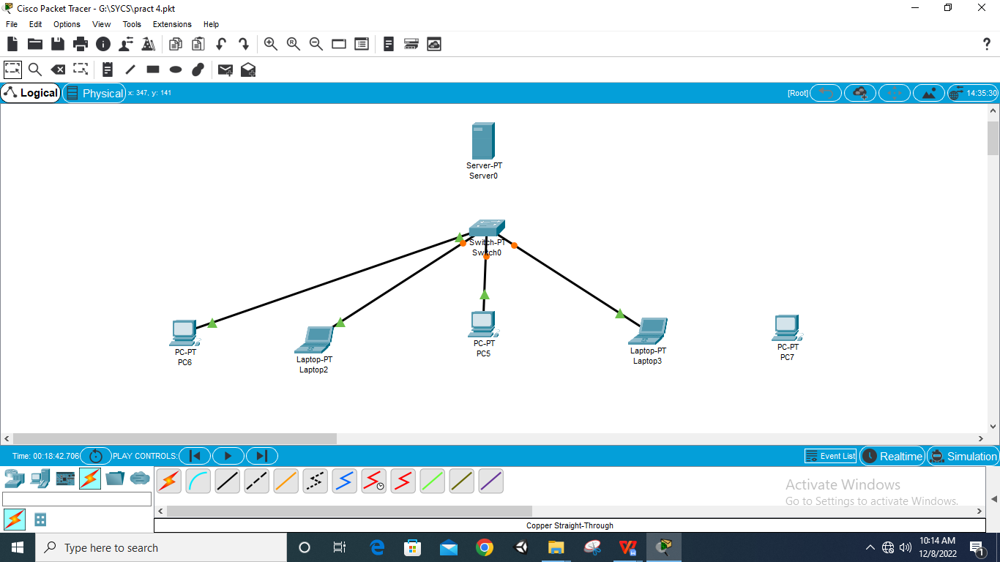 Cisco Packet Tracer - G:\SYCS\pract 4.pkt
File Edit Options View Tools Extensions Help
R
?
Logical Physical x: 347, y: 141 [Root] 14:35:30
Server-PT
Server0
Switch-PT
Switch0
PC-PT
PC6
Laptop-PT
Laptop2
PC-PT
PC5
Laptop-PT
Laptop3
PC-PT
PC7
Time: 00:18:42.706 PLAY CONTROLS: Event List Realtime Simulation
Activate Windows
Go to Settings to activate Windows.
Copper Straight-Through
Type here to search
10:14 AM
12/8/2022
1